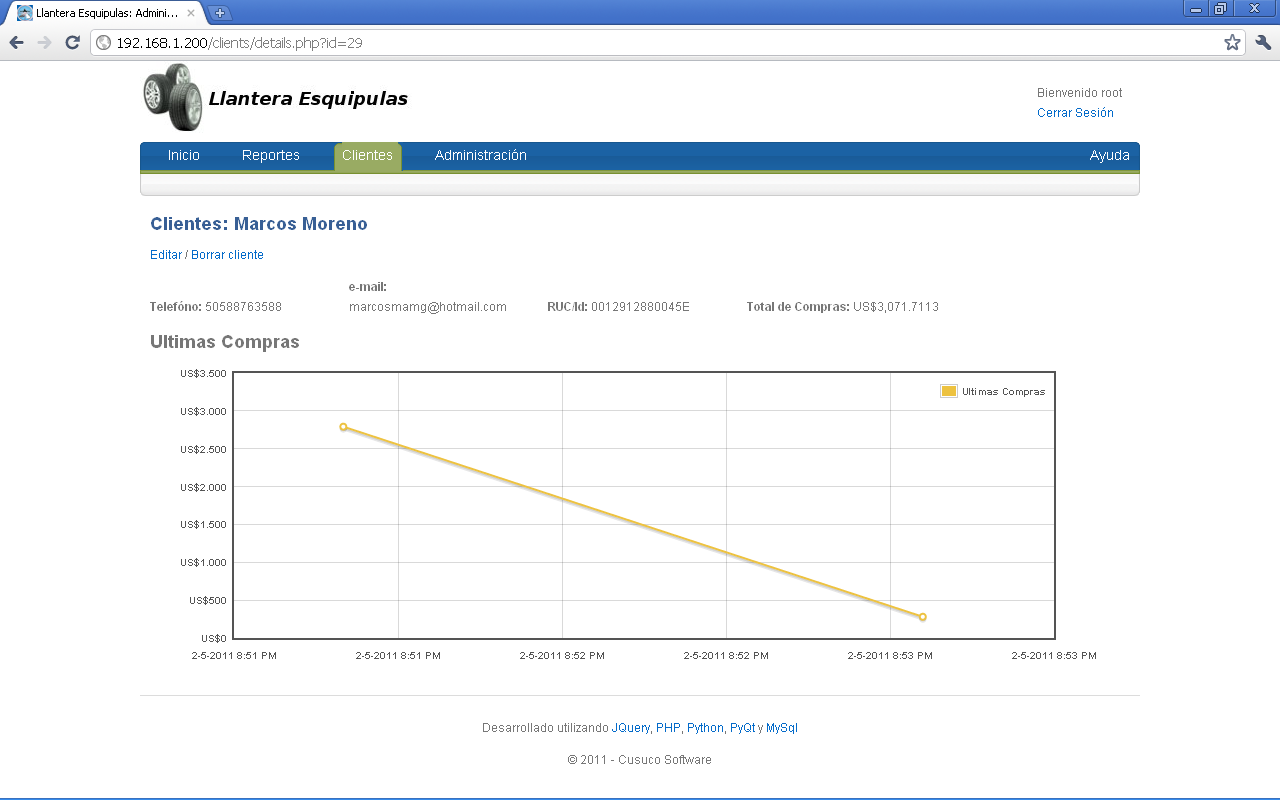 Llantera Esquipulas: Admini...
192.168.1.200/clients/details.php?id=29
Llantera Esquipulas
Bienvenido root
Cerrar Sesión
Inicio Reportes Clientes Administración Ayuda
Clientes: Marcos Moreno
Editar / Borrar cliente
e-mail:
Telefóno: 50588763588 marcosmamg@hotmail.com RUC/Id: 0012912880045E Total de Compras: US$3,071.7113
Ultimas Compras
US$3.500
Ultimas Compras
US$3.000
US$2.500
US$2.000
US$1.500
US$1.000
US$500
US$0
2-5-2011 8:51 PM 2-5-2011 8:51 PM 2-5-2011 8:52 PM 2-5-2011 8:52 PM 2-5-2011 8:53 PM 2-5-2011 8:53 PM
Desarrollado utilizando JQuery, PHP, Python, PyQt y MySql
© 2011 - Cusuco Software